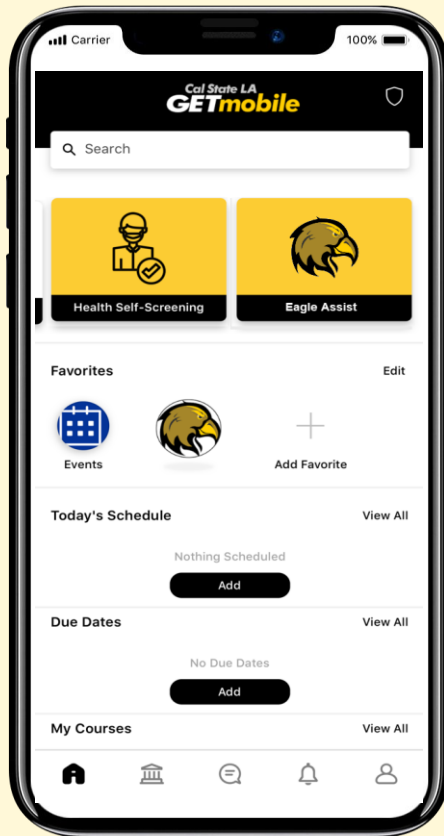 Carrier
100%
Cal State LA
GETmobile
Search
Health Self-Screening
Eagle Assist
Favorites
Edit
Events
Add Favorite
Today's Schedule
View All
Nothing Scheduled
Add
Due Dates
View All
No Due Dates
Add
My Courses
View All